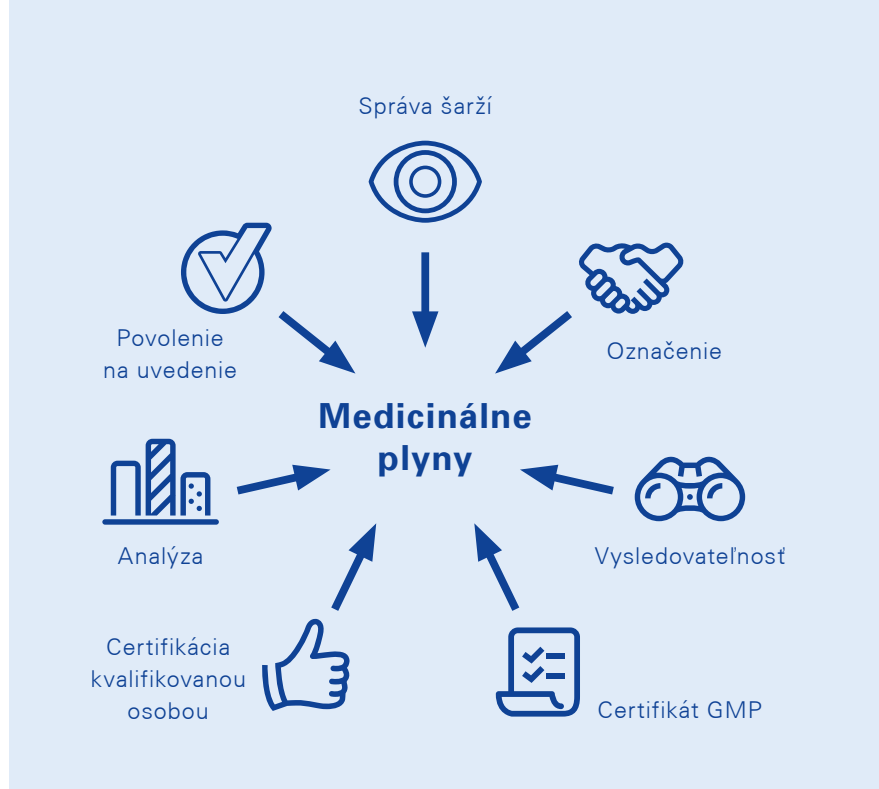 Správa šarží
Povolenie
na uvedenie
Označenie
Medicinálne
plyny
Analýza
Vysledovateľnosť
Certifikácia
kvalifikovanou
osobou
Certifikát GMP